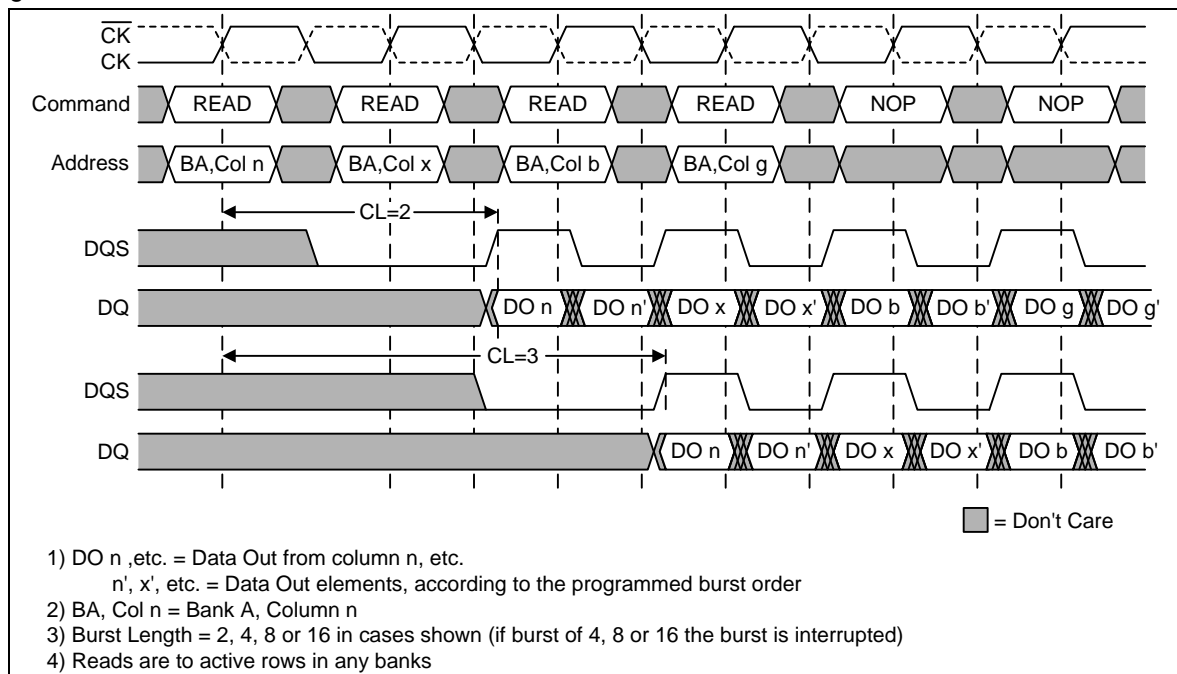 CK
CK
Command READ READ READ READ NOP NOP
Address BA,Col n BA,Col x BA,Col b BA,Col g
CL=2
DQS
DQ DO n DO n' DO x DO x' DO b DO b' DO g DO g'
CL=3
DQS
DQ DO n DO n' DO x DO x' DO b DO b'
= Don't Care
1) DO n ,etc. = Data Out from column n, etc.
n', x', etc. = Data Out elements, according to the programmed burst order
2) BA, Col n = Bank A, Column n
3) Burst Length = 2, 4, 8 or 16 in cases shown (if burst of 4, 8 or 16 the burst is interrupted)
4) Reads are to active rows in any banks